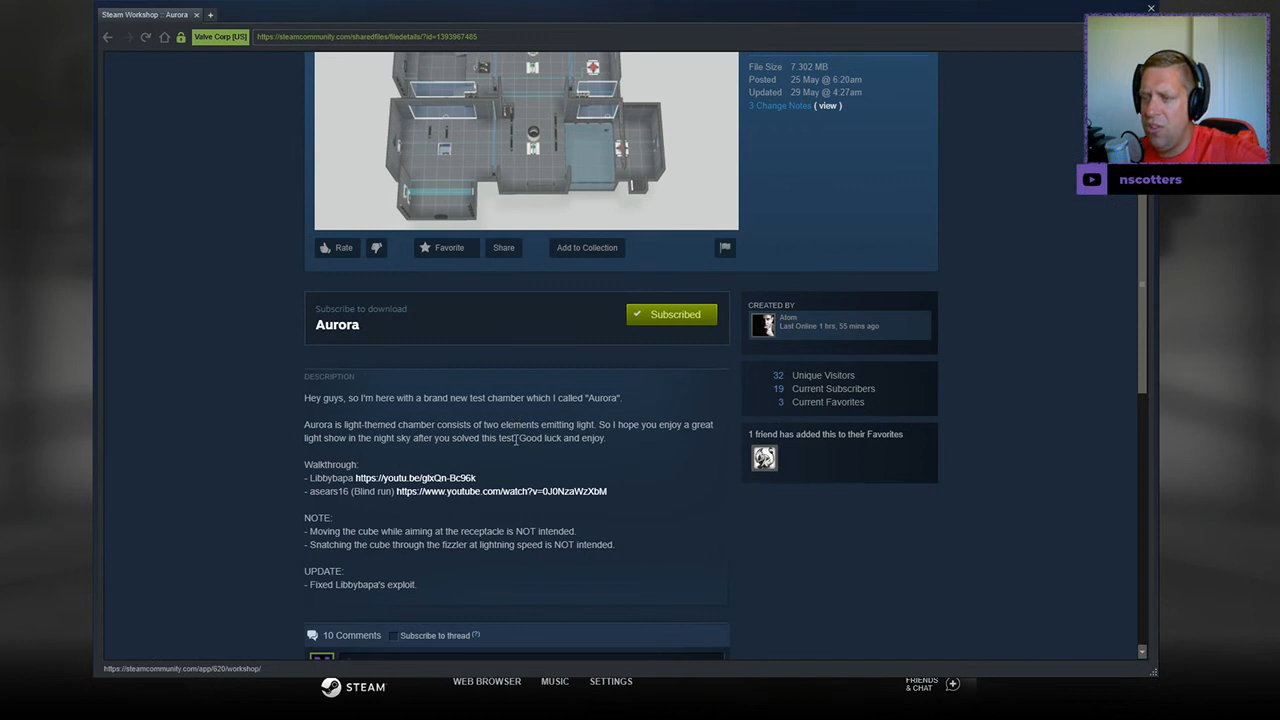 Steam Workshop :: Aurora
Valve Corp [US]
https://steamcommunity.com/sharedfiles/filedetails/?id=1393967485
File Size 7.302 MB
Posted 25 May @ 6:20am
Updated 29 May @ 4:27am
3 Change Notes ( view )
nscotters
Rate
Favorite
Share
Add to Collection
Subscribe to download
Aurora
Subscribed
CREATED BY
Atom
Last Online 1 hrs, 55 mins ago
DESCRIPTION
32 Unique Visitors
19 Current Subscribers
3 Current Favorites
Hey guys, so I'm here with a brand new test chamber which I called "Aurora".
Aurora is light-themed chamber consists of two elements emitting light. So I hope you enjoy a great
light show in the night sky after you solved this test. Good luck and enjoy.
1 friend has added this to their Favorites
Walkthrough:
- Libbybapa https://youtu.be/glxQn-Bc96k
- asears16 (Blind run) https://www.youtube.com/watch?v=0J0NzaWzXbM
NOTE:
- Moving the cube while aiming at the receptacle is NOT intended.
- Snatching the cube through the fizzler at lightning speed is NOT intended.
UPDATE:
- Fixed Libbybapa's exploit.
10 Comments
Subscribe to thread (?)
https://steamcommunity.com/app/620/workshop/
STEAM
WEB BROWSER
MUSIC
SETTINGS
FRIENDS
& CHAT